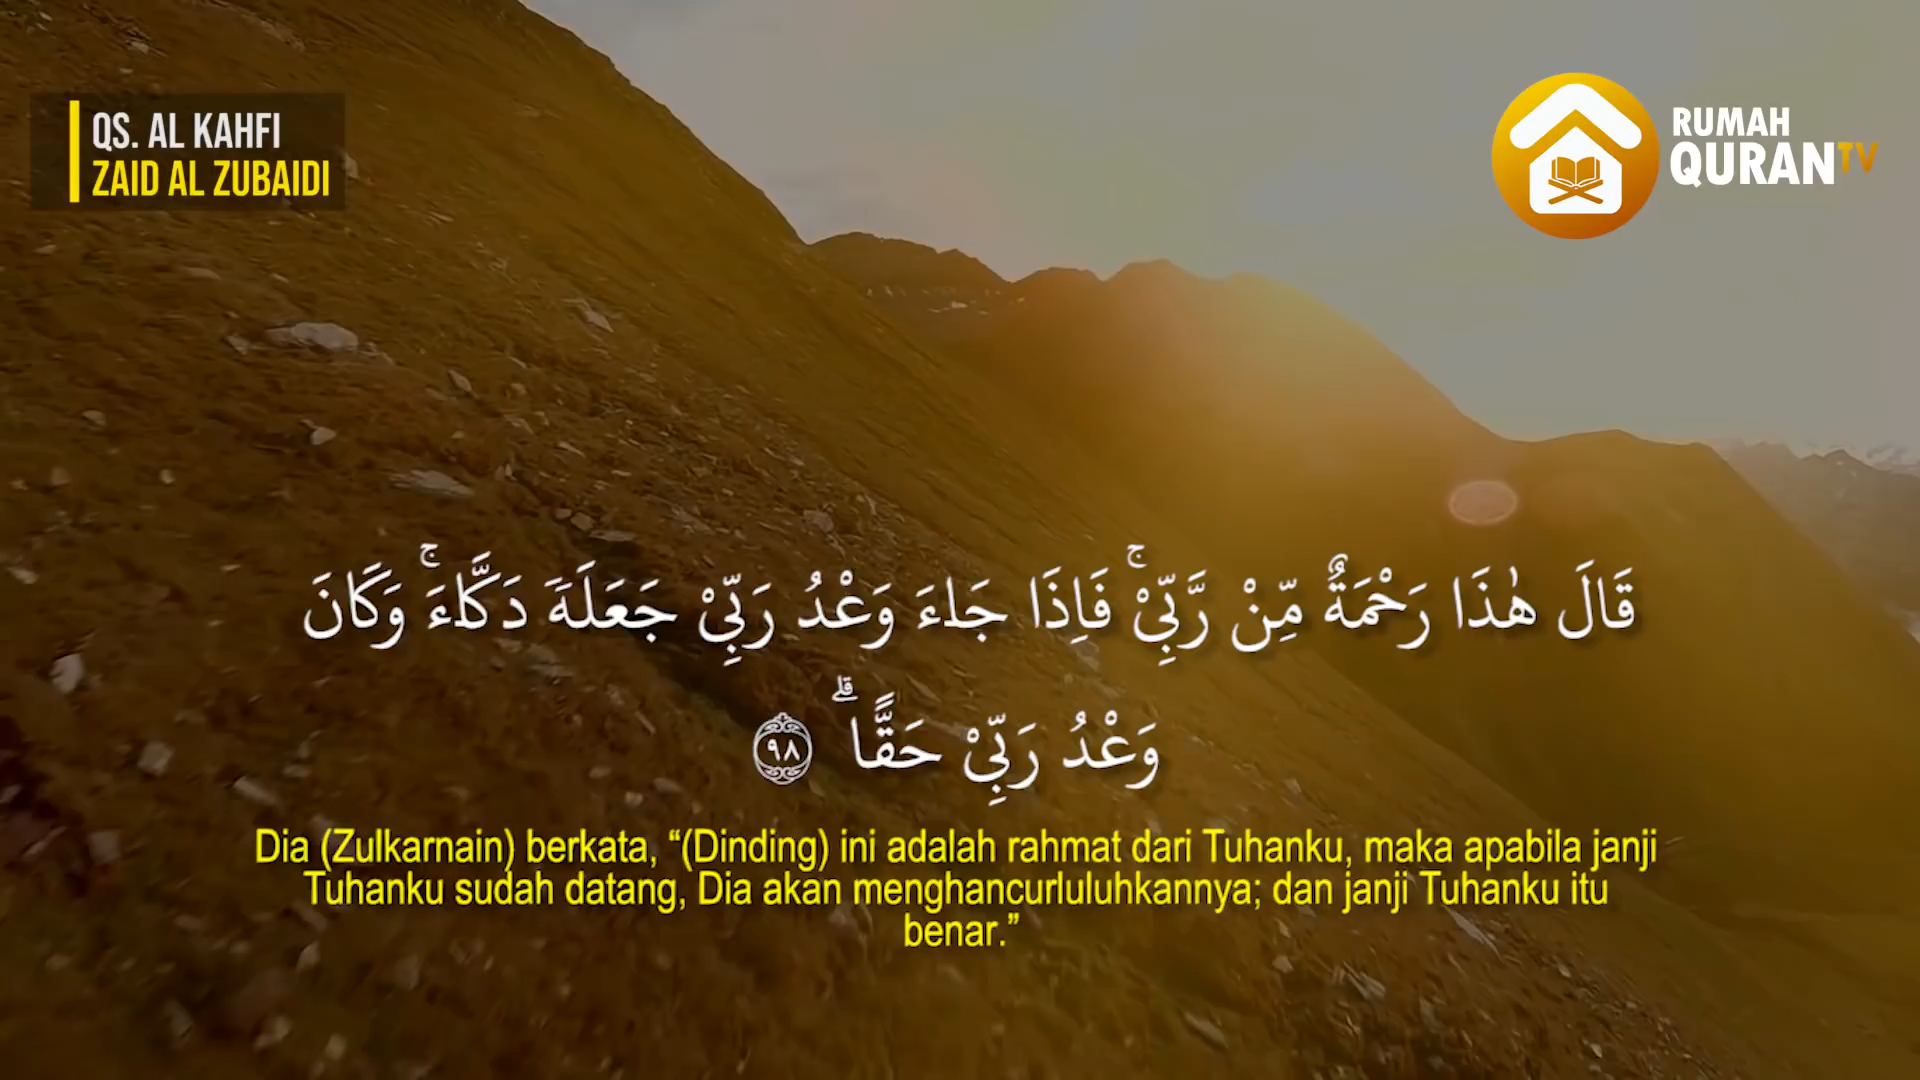 QS. AL KAHFI
ZAID AL ZUBAIDI
RUMAH
QURANTV
قَالَ هٰذَا رَحْمَةٌ مِّنْ رَّبِّيْۚ فَاِذَا جَاۤءَ وَعْدُ رَبِّيْ جَعَلَهٗ دَكَّاۤءَۚ وَكَانَ
وَعْدُ رَبِّيْ حَقًّاۗ ٩٨
Dia (Zulkarnain) berkata, “(Dinding) ini adalah rahmat dari Tuhanku, maka apabila janji
Tuhanku sudah datang, Dia akan menghancurluluhkannya; dan janji Tuhanku itu
benar.”